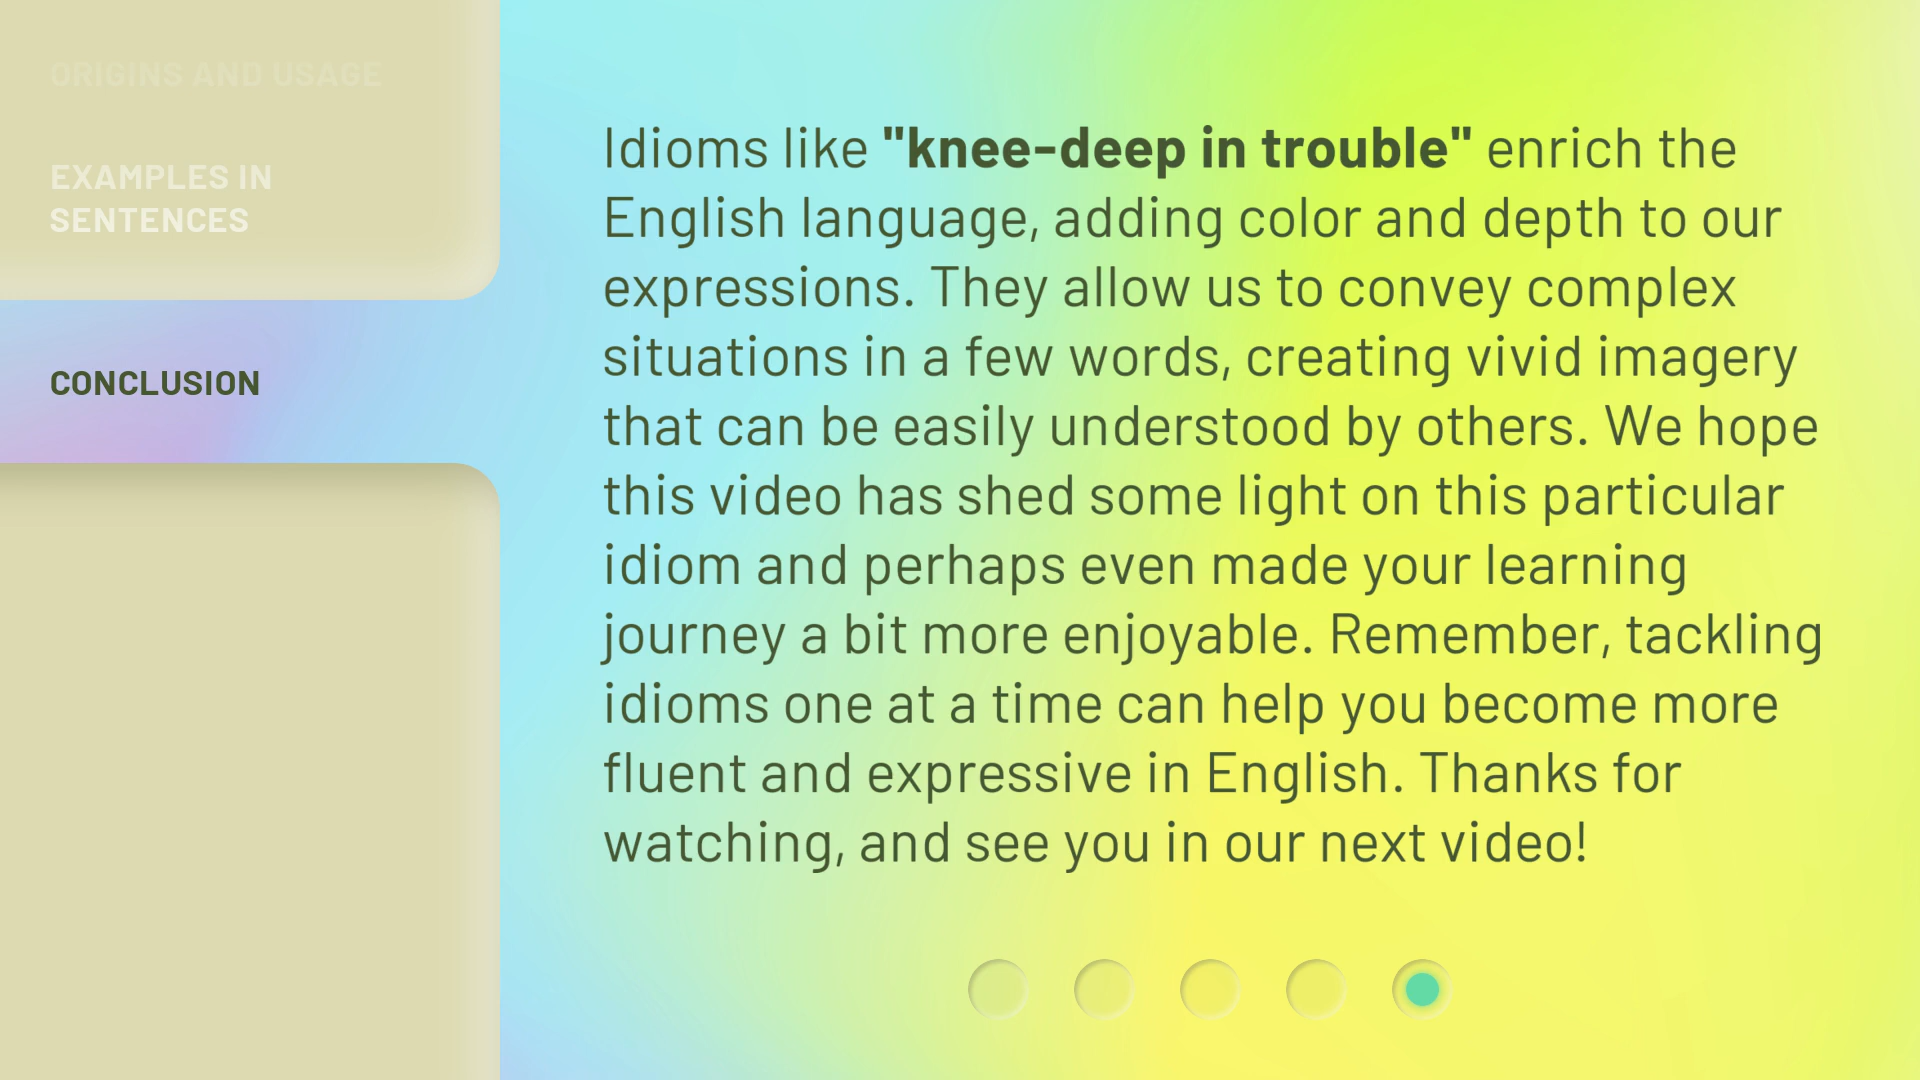 ORIGINS AND USAGE
EXAMPLES IN
SENTENCES
CONCLUSION
Idioms like "knee-deep in trouble" enrich the
English language, adding color and depth to our
expressions. They allow us to convey complex
situations in a few words, creating vivid imagery
that can be easily understood by others. We hope
this video has shed some light on this particular
idiom and perhaps even made your learning
journey a bit more enjoyable. Remember, tackling
idioms one at a time can help you become more
fluent and expressive in English. Thanks for
watching, and see you in our next video!